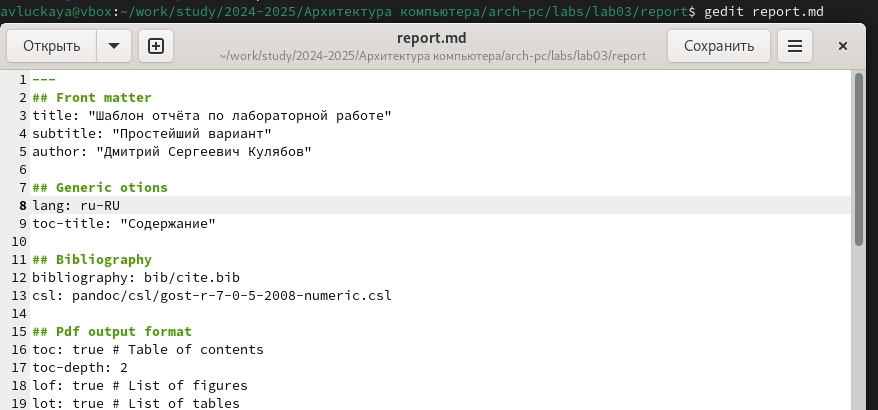 avluckaya@vbox:~/work/study/2024-2025/Архитектура компьютера/arch-pc/labs/lab03/report$ gedit report.md
Открыть
report.md
~/work/study/2024-2025/Архитектура компьютера/arch-pc/labs/lab03/report
Сохранить
1 ---
2 ## Front matter
3 title: "Шаблон отчёта по лабораторной работе"
4 subtitle: "Простейший вариант"
5 author: "Дмитрий Сергеевич Кулябов"
6
7 ## Generic otions
8 lang: ru-RU
9 toc-title: "Содержание"
10
11 ## Bibliography
12 bibliography: bib/cite.bib
13 csl: pandoc/csl/gost-r-7-0-5-2008-numeric.csl
14
15 ## Pdf output format
16 toc: true # Table of contents
17 toc-depth: 2
18 lof: true # List of figures
19 lot: true # List of tables